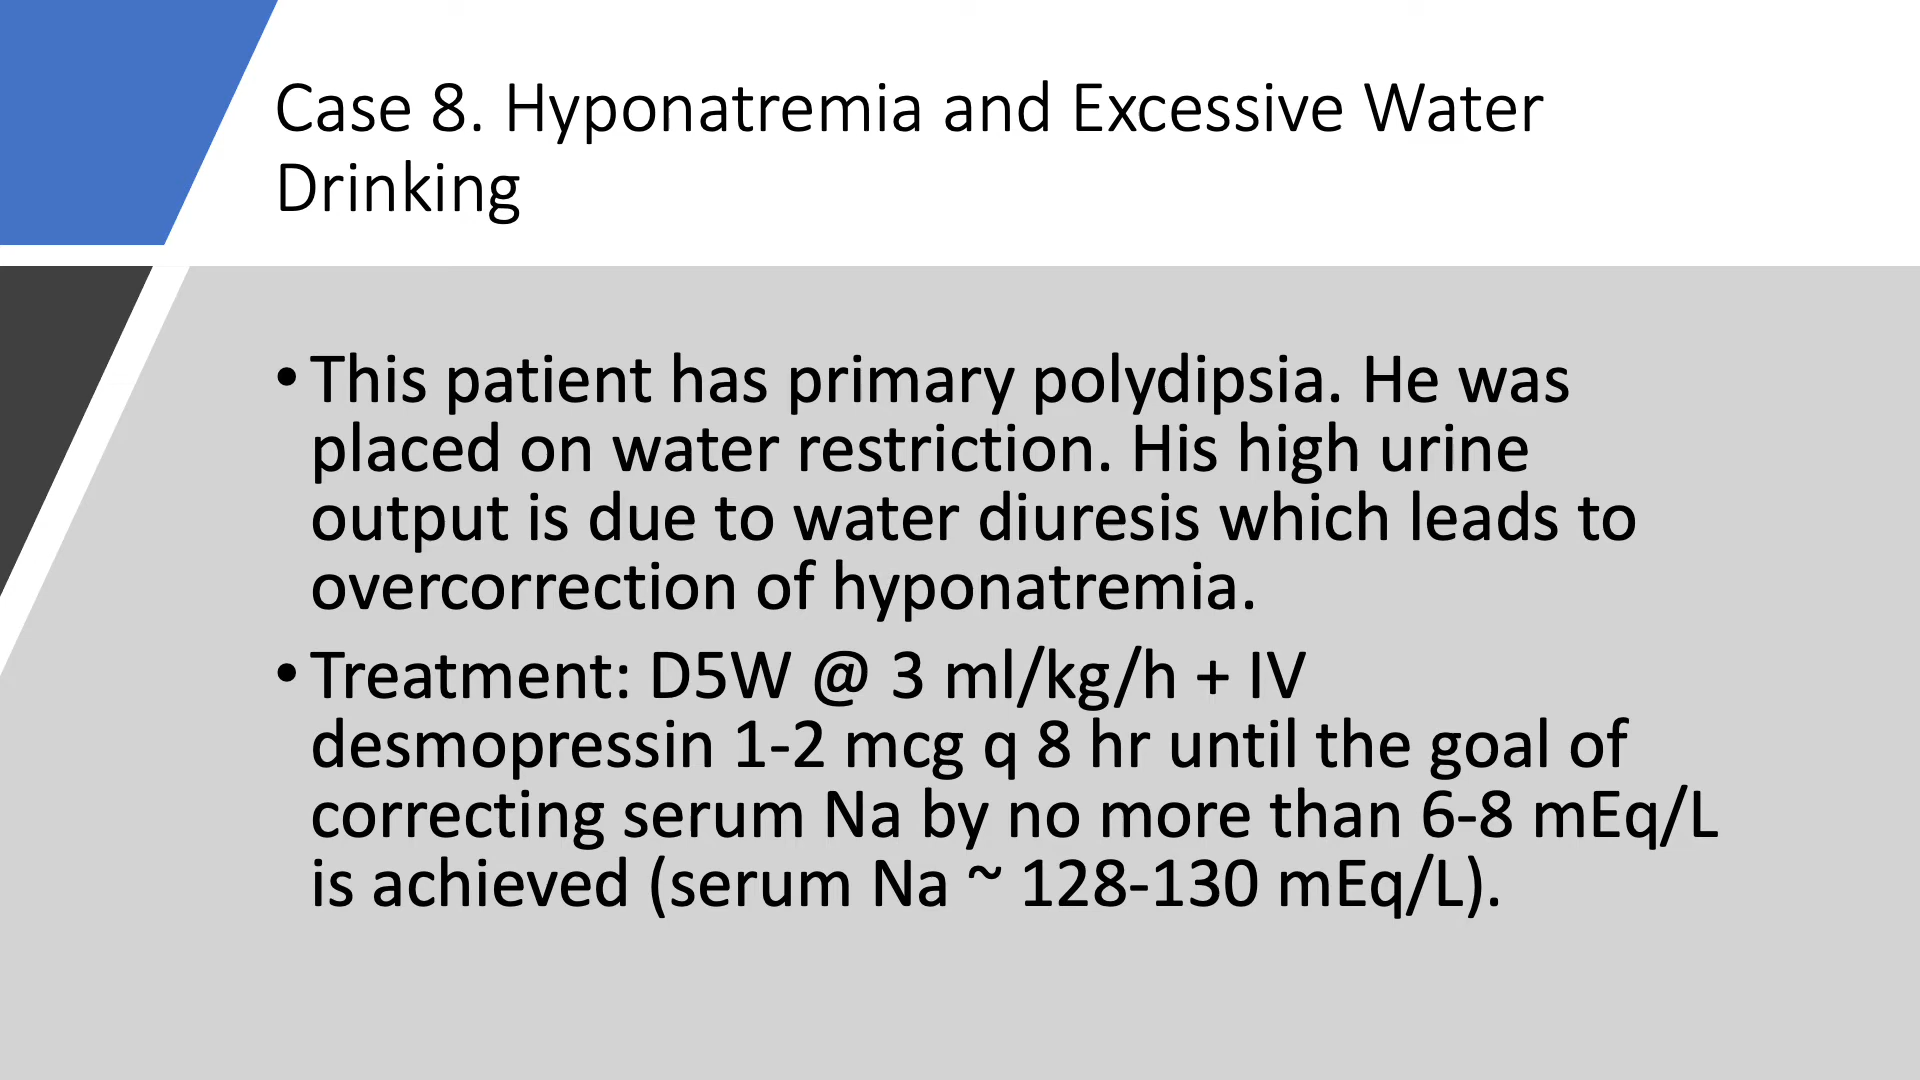 Case 8. Hyponatremia and Excessive Water
Drinking
• This patient has primary polydipsia. He was
placed on water restriction. His high urine
output is due to water diuresis which leads to
overcorrection of hyponatremia.
• Treatment: D5W @ 3 ml/kg/h + IV
desmopressin 1-2 mcg q 8 hr until the goal of
correcting serum Na by no more than 6-8 mEq/L
is achieved (serum Na ~ 128-130 mEq/L).